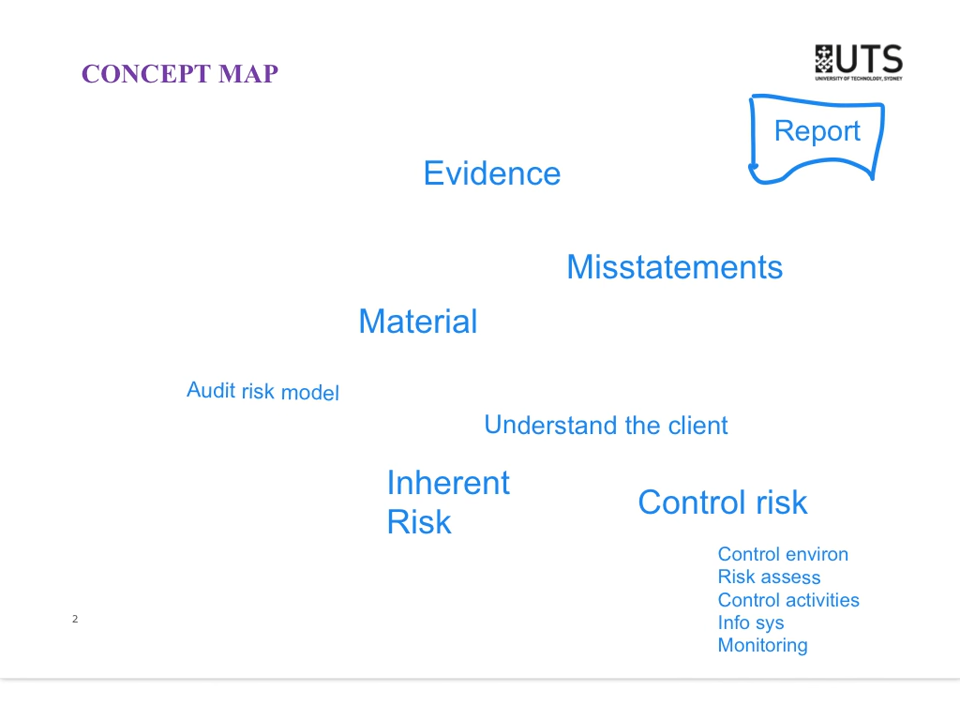 CONCEPT MAP
UTS
UNIVERSITY OF TECHNOLOGY, SYDNEY
Report
Evidence
Misstatements
Material
Audit risk model
Understand the client
Inherent
Risk
Control risk
Control environ
Risk assess
Control activities
Info sys
Monitoring
2